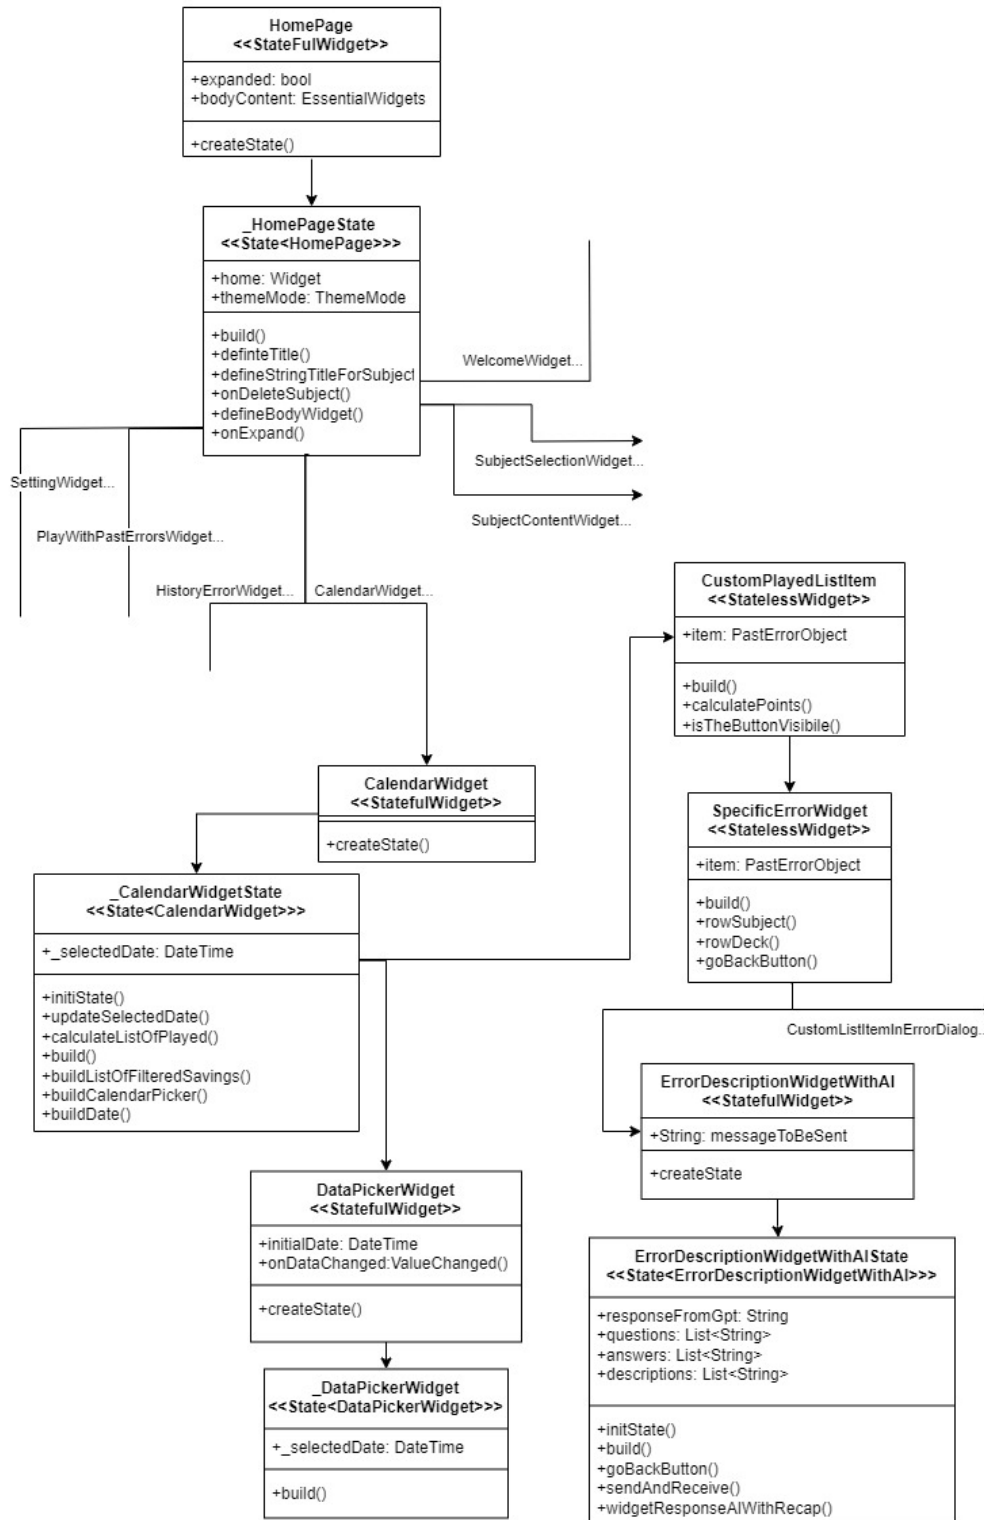 HomePage
<<StateFulWidget>>
+expanded: bool
+bodyContent: EssentialWidgets
+createState()
_HomePageState
<<State<HomePage>>>
+home: Widget
+themeMode: ThemeMode
+build()
+definteTitle()
+defineStringTitleForSubject
+onDeleteSubject()
+defineBodyWidget()
+onExpand()
WelcomeWidget...
SubjectSelectionWidget...
SubjectContentWidget...
SettingWidget...
PlayWithPastErrorsWidget...
HistoryErrorWidget...
CalendarWidget...
CustomPlayedListItem
<<StatelessWidget>>
+item: PastErrorObject
+build()
+calculatePoints()
+isTheButtonVisibile()
CalendarWidget
<<StatefulWidget>>
+createState()
SpecificErrorWidget
<<StatelessWidget>>
+item: PastErrorObject
+build()
+rowSubject()
+rowDeck()
+goBackButton()
_CalendarWidgetState
<<State<CalendarWidget>>>
+_selectedDate: DateTime
+initiState()
+updateSelectedDate()
+calculateListOfPlayed()
+build()
+buildListOfFilteredSavings()
+buildCalendarPicker()
+buildDate()
CustomListItemInErrorDialog...
ErrorDescriptionWidgetWithAI
<<StatefulWidget>>
+String: messageToBeSent
+createState
DataPickerWidget
<<StatefulWidget>>
+initialDate: DateTime
+onDataChanged:ValueChanged()
+createState()
ErrorDescriptionWidgetWithAIState
<<State<ErrorDescriptionWidgetWithAI>>>
+responseFromGpt: String
+questions: List<String>
+answers: List<String>
+descriptions: List<String>
+initState()
+build()
+goBackButton()
+sendAndReceive()
+widgetResponseAIWithRecap()
_DataPickerWidget
<<State<DataPickerWidget>>>
+_selectedDate: DateTime
+build()